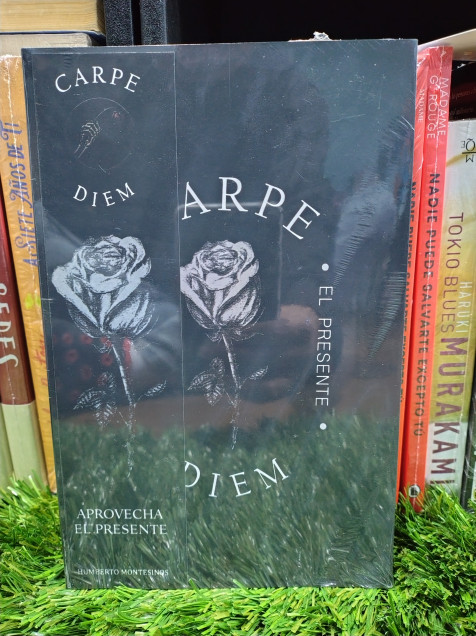 CARPE
DIEM
APROVECHA
EL PRESENTE
HUMBERTO MONTESINOS
ARPE
• EL PRESENTE •
DIEM
MADAME
G. ROUGE
NADIE PUEDE SALVARTE EXCEPTO TÚ
TOKIO BLUES
MURAKAMI